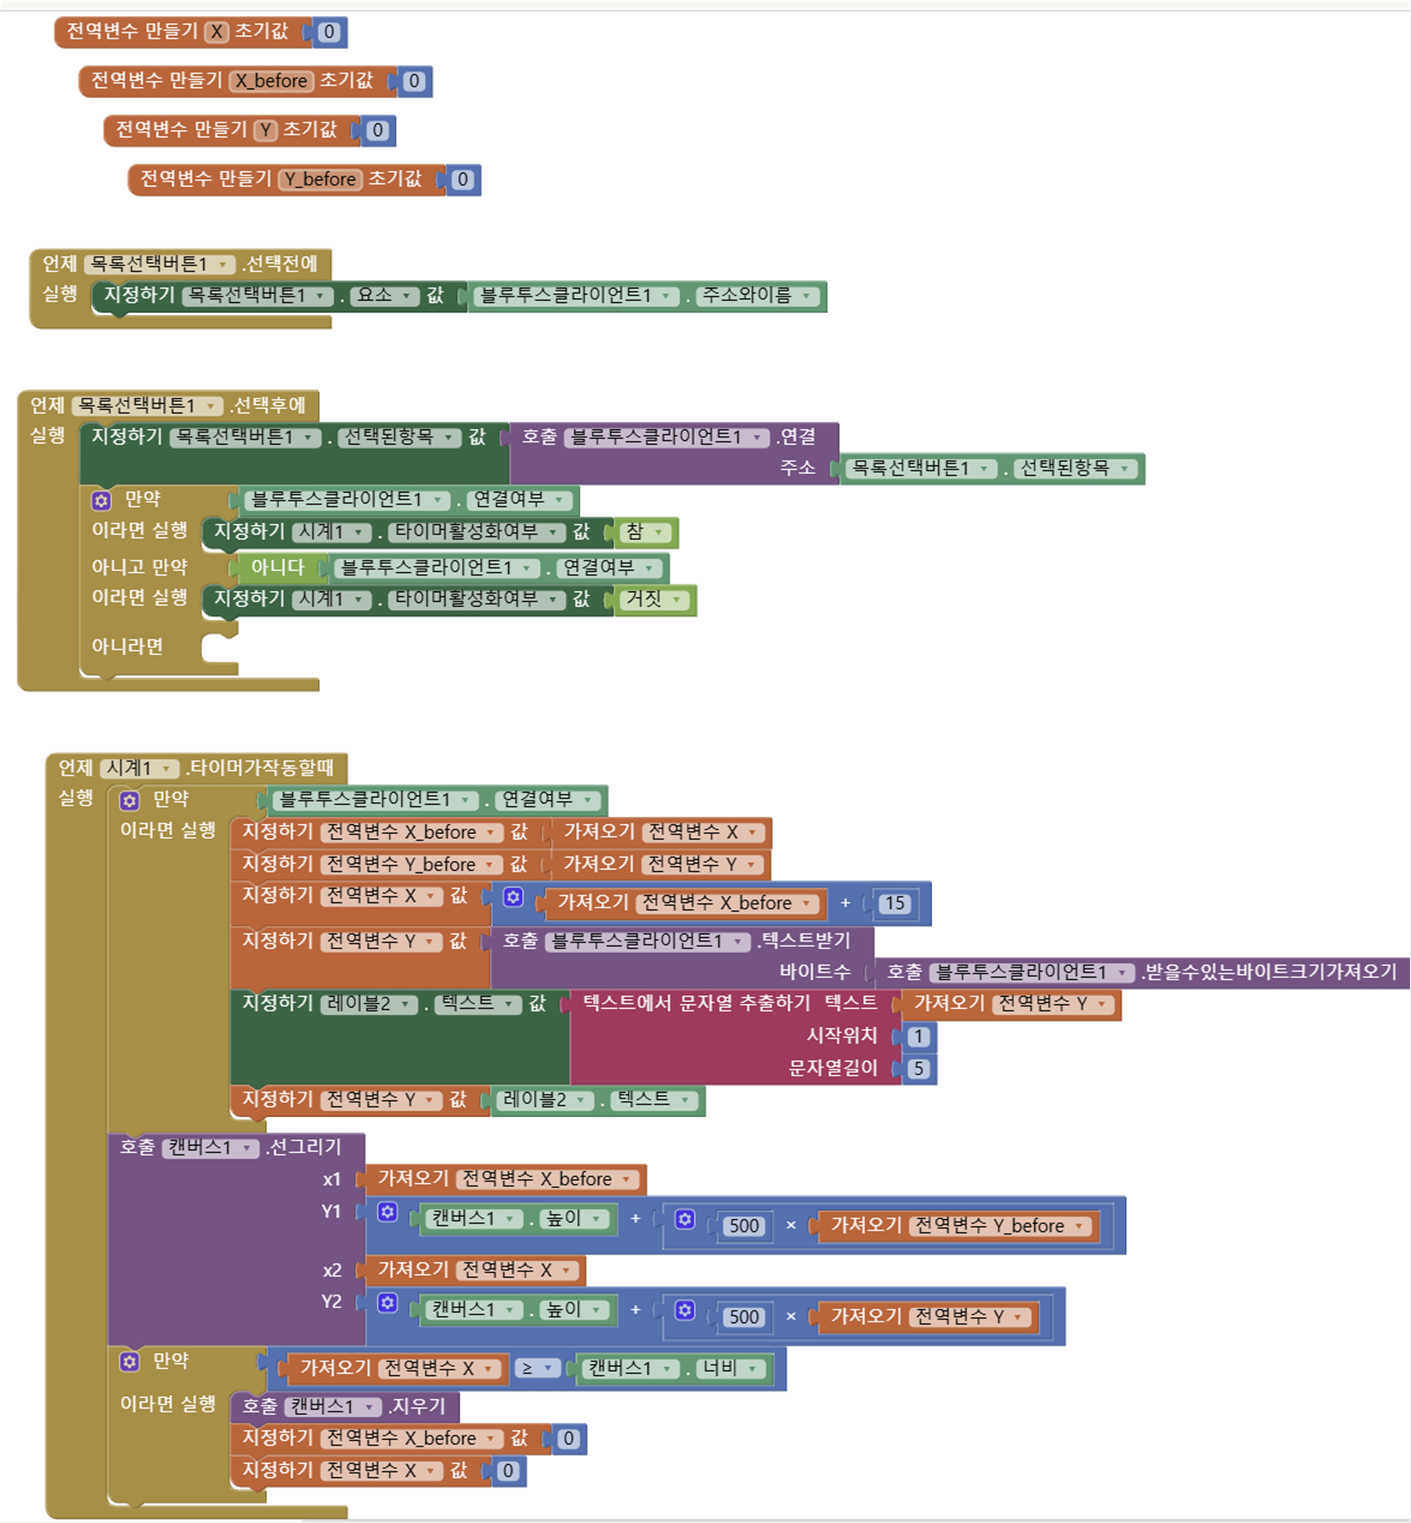 전역변수 만들기 X 초기값 0
전역변수 만들기 X_before 초기값 0
전역변수 만들기 Y 초기값 0
전역변수 만들기 Y_before 초기값 0
언제 목록선택버튼1 .선택전에
실행 지정하기 목록선택버튼1 . 요소 값 블루투스클라이언트1 . 주소와이름
언제 목록선택버튼1 .선택후에
실행 지정하기 목록선택버튼1 . 선택된항목 값 호출 블루투스클라이언트1 .연결
주소 목록선택버튼1 . 선택된항목
만약 블루투스클라이언트1 . 연결여부
이라면 실행 지정하기 시계1 . 타이머활성화여부 값 참
아니고 만약 아니다 블루투스클라이언트1 . 연결여부
이라면 실행 지정하기 시계1 . 타이머활성화여부 값 거짓
아니라면
언제 시계1 .타이머가작동할때
실행 만약 블루투스클라이언트1 . 연결여부
이라면 실행 지정하기 전역변수 X_before 값 가져오기 전역변수 X
지정하기 전역변수 Y_before 값 가져오기 전역변수 Y
지정하기 전역변수 X 값 가져오기 전역변수 X_before + 15
지정하기 전역변수 Y 값 호출 블루투스클라이언트1 .텍스트받기
바이트수 호출 블루투스클라이언트1 .받을수있는바이트크기가져오기
지정하기 레이블2 . 텍스트 값 텍스트에서 문자열 추출하기 텍스트 가져오기 전역변수 Y
시작위치 1
문자열길이 5
지정하기 전역변수 Y 값 레이블2 . 텍스트
호출 캔버스1 .선그리기
x1 가져오기 전역변수 X_before
Y1 캔버스1 . 높이 + 500 × 가져오기 전역변수 Y_before
x2 가져오기 전역변수 X
Y2 캔버스1 . 높이 + 500 × 가져오기 전역변수 Y
만약 가져오기 전역변수 X ≥ 캔버스1 . 너비
이라면 실행 호출 캔버스1 .지우기
지정하기 전역변수 X_before 값 0
지정하기 전역변수 X 값 0